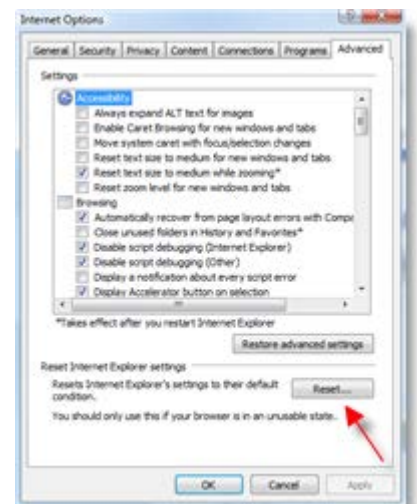 Internet Options
General Security Privacy Content Connections Programs Advanced
Settings
Accessibility
Always expand ALT text for images
Enable Caret Browsing for new windows and tabs
Move system caret with focus/selection changes
Reset text size to medium for new windows and tabs
Reset text size to medium while zooming*
Reset zoom level for new windows and tabs
Browsing
Automatically recover from page layout errors with Compa
Close unused folders in History and Favorites*
Disable script debugging (Internet Explorer)
Disable script debugging (Other)
Display a notification about every script error
Display Accelerator button on selection
*Takes effect after you restart Internet Explorer
Restore advanced settings
Reset Internet Explorer settings
Resets Internet Explorer's settings to their default
condition.
Reset...
You should only use this if your browser is in an unusable state.
OK Cancel Apply